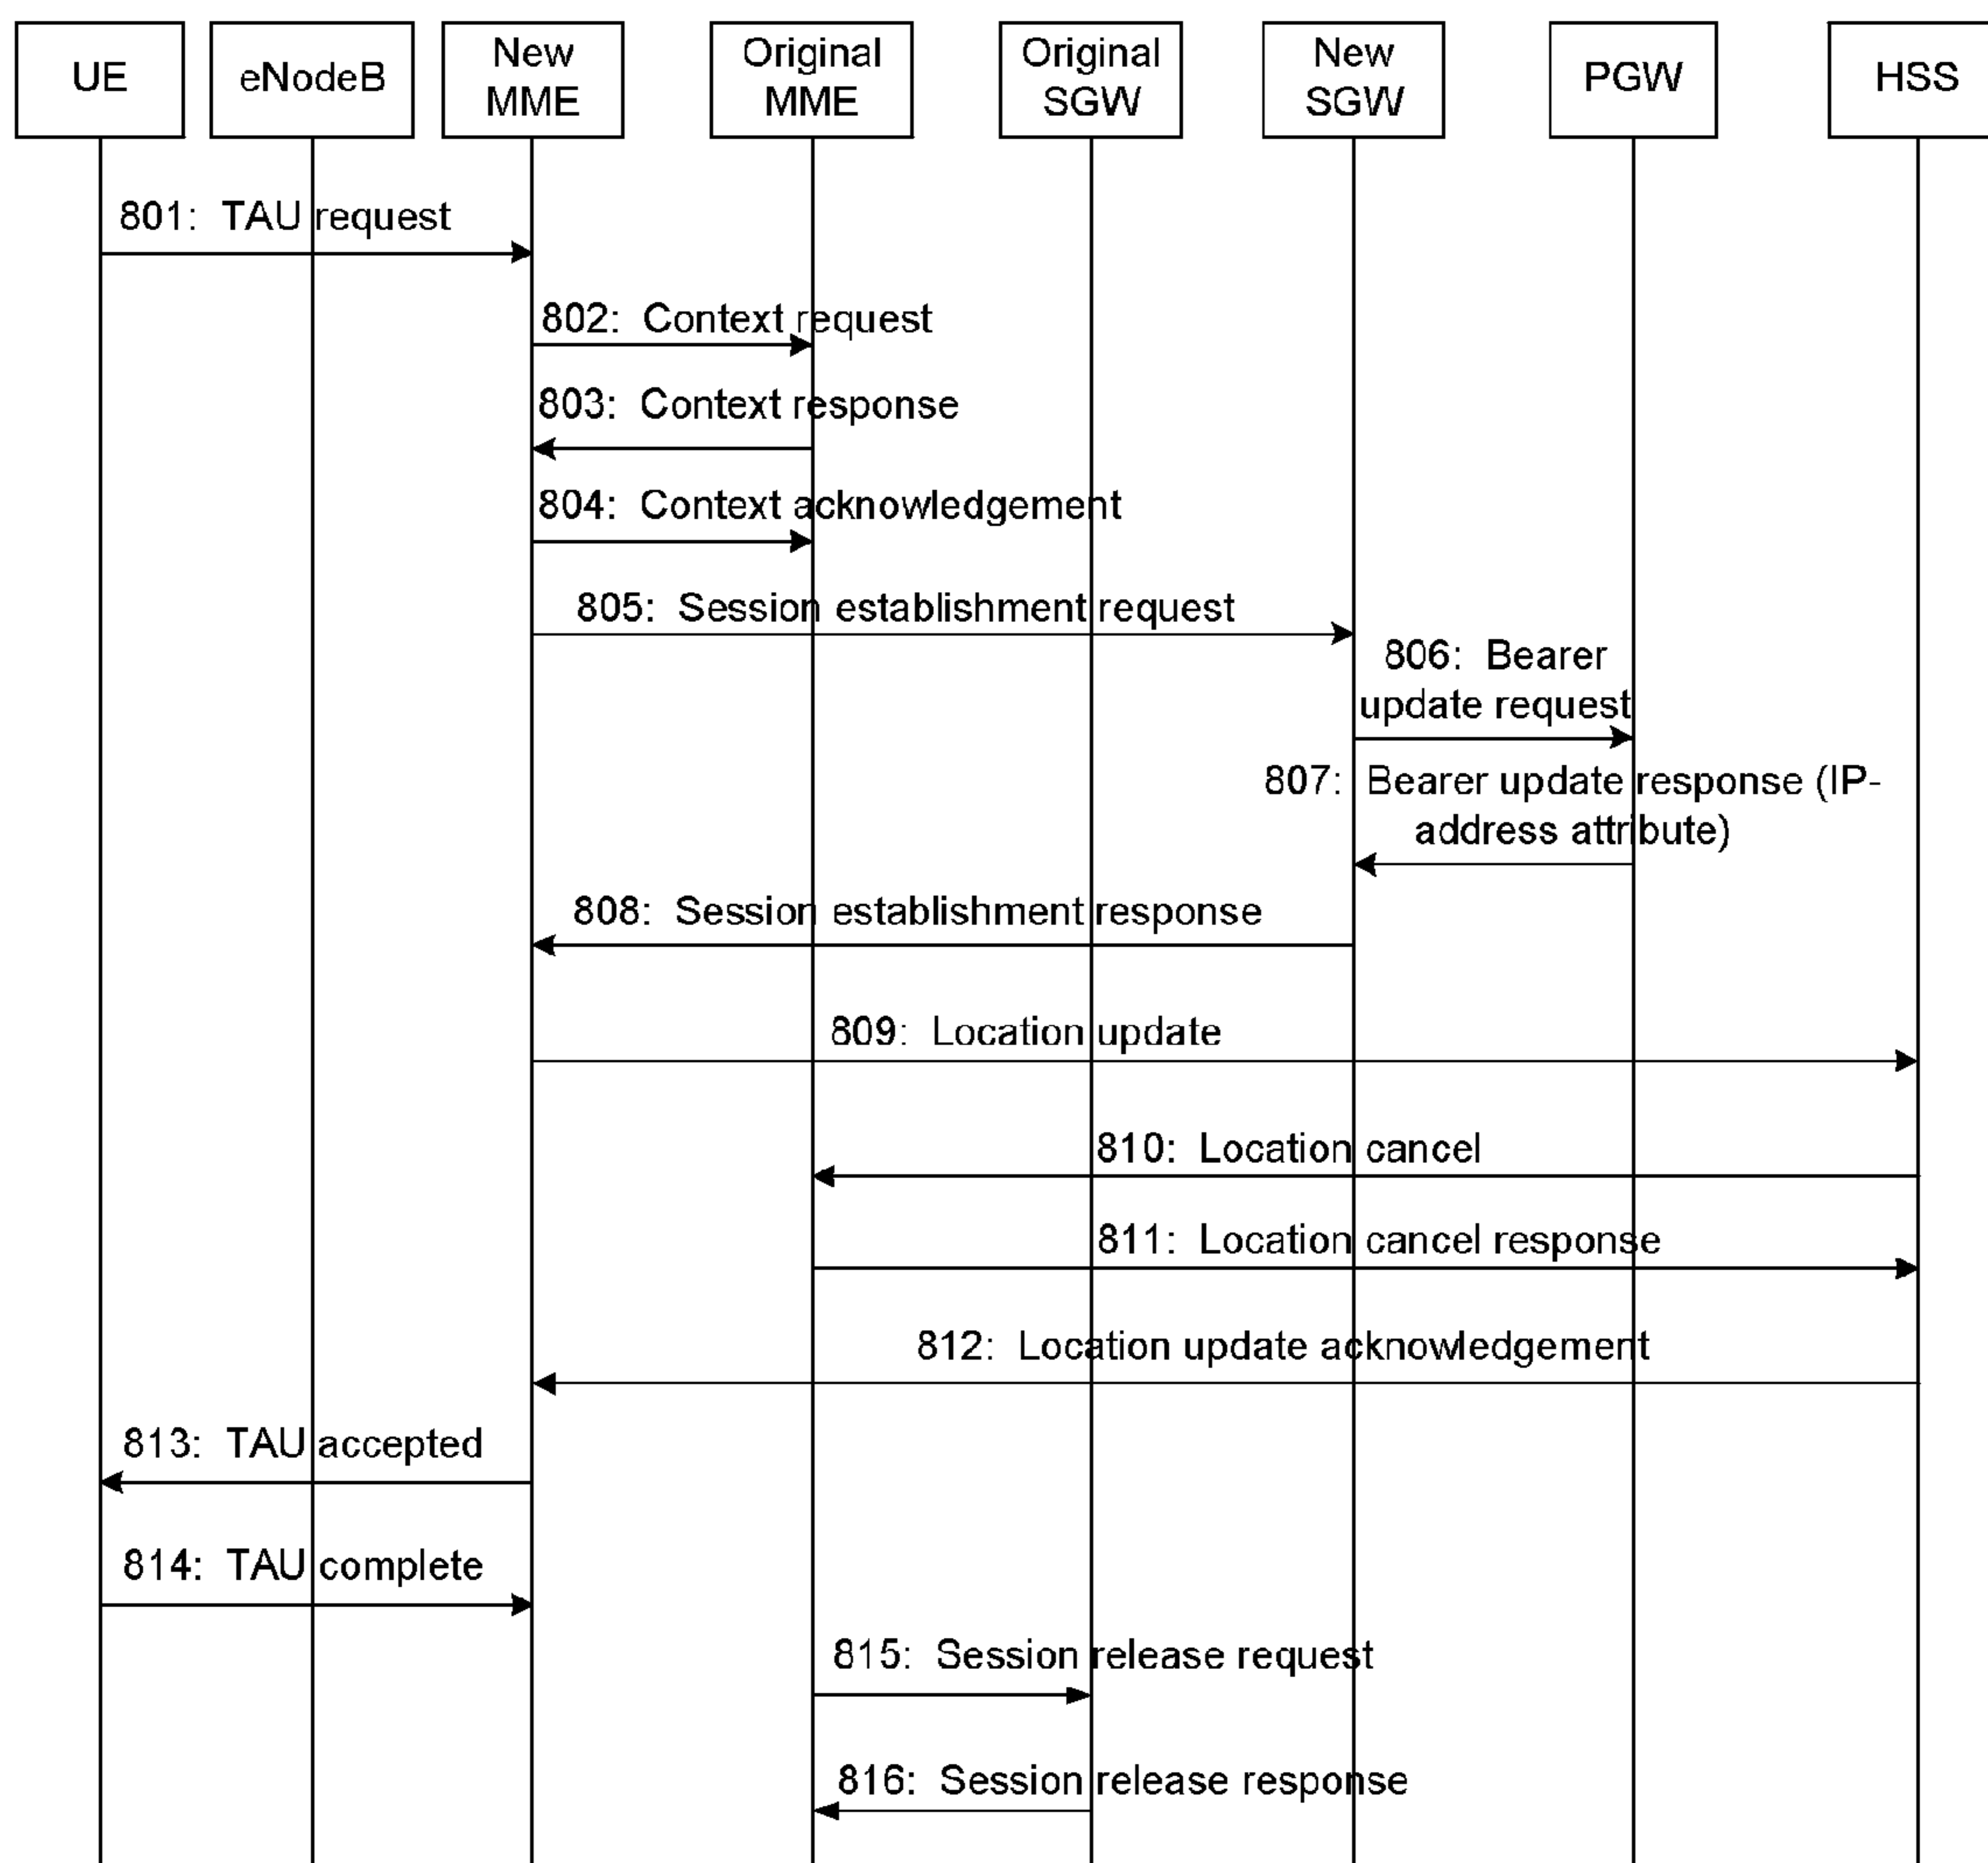 UE
eNodeB
New
MME
Original
MME
Original
SGW
New
SGW
PGW
HSS
801: TAU request
802: Context request
803: Context response
804: Context acknowledgement
805: Session establishment request
806: Bearer
update request
807: Bearer update response (IP-
address attribute)
808: Session establishment response
809: Location update
810: Location cancel
811: Location cancel response
812: Location update acknowledgement
813: TAU accepted
814: TAU complete
815: Session release request
816: Session release response